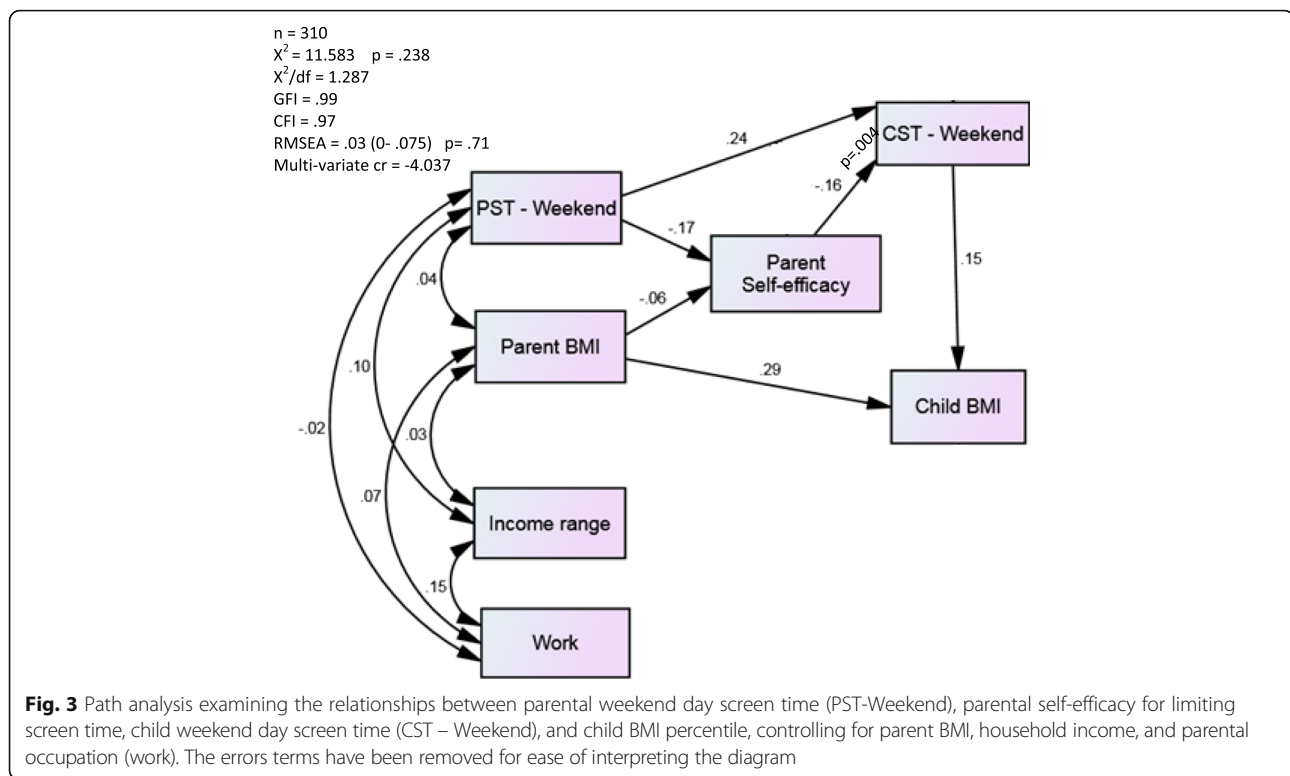 n = 310
X² = 11.583 p = .238
X²/df = 1.287
GFI = .99
CFI = .97
RMSEA = .03 (0- .075) p= .71
Multi-variate cr = -4.037
CST - Weekend
.24
p=.004
PST - Weekend
-.16
-.17
Parent
Self-efficacy
.15
.04
-.06
Parent BMI
.10
.29
Child BMI
-.02
.03
.07
Income range
.15
Work
Fig. 3 Path analysis examining the relationships between parental weekend day screen time (PST-Weekend), parental self-efficacy for limiting
screen time, child weekend day screen time (CST – Weekend), and child BMI percentile, controlling for parent BMI, household income, and parental
occupation (work). The errors terms have been removed for ease of interpreting the diagram